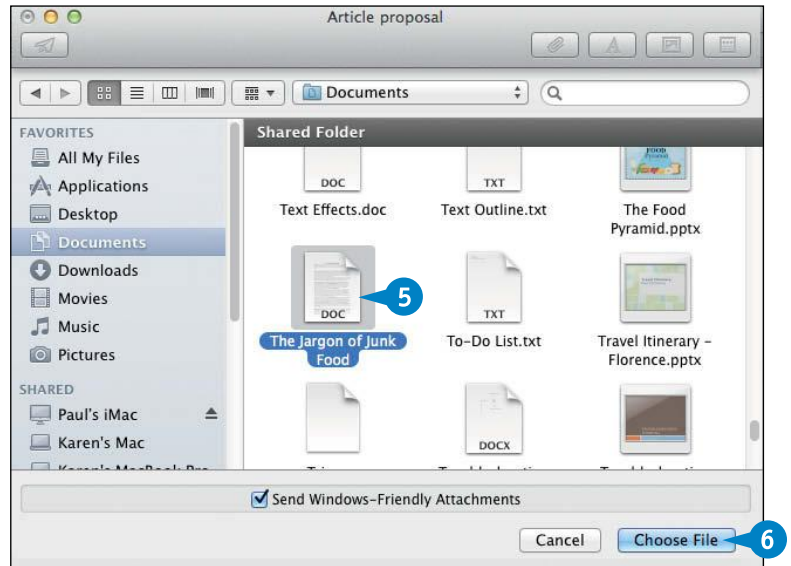 Article proposal
Documents
FAVORITES
All My Files
Applications
Desktop
Documents
Downloads
Movies
Music
Pictures
SHARED
Paul's iMac
Karen's Mac
Shared Folder
DOC
TXT
FOOD
Text Effects.doc
Text Outline.txt
The Food
Pyramid.pptx
DOC
5
TXT
The Jargon of Junk
Food
To-Do List.txt
Travel Itinerary –
Florence.pptx
DOCX
Send Windows-Friendly Attachments
Cancel
Choose File
6